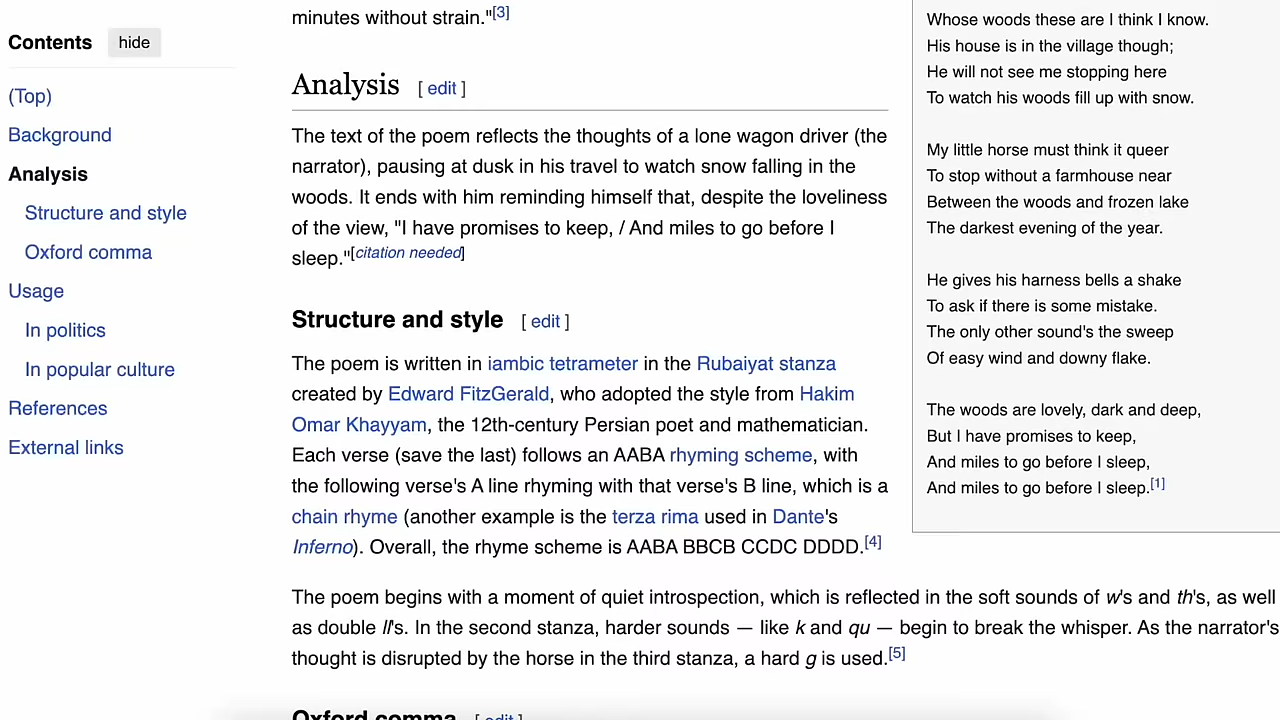 Contents hide
(Top)
Background
Analysis
Structure and style
Oxford comma
Usage
In politics
In popular culture
References
External links
minutes without strain."[3]
Analysis [ edit ]
The text of the poem reflects the thoughts of a lone wagon driver (the
narrator), pausing at dusk in his travel to watch snow falling in the
woods. It ends with him reminding himself that, despite the loveliness
of the view, "I have promises to keep, / And miles to go before I
sleep."[citation needed]
Structure and style [ edit ]
The poem is written in iambic tetrameter in the Rubaiyat stanza
created by Edward FitzGerald, who adopted the style from Hakim
Omar Khayyam, the 12th-century Persian poet and mathematician.
Each verse (save the last) follows an AABA rhyming scheme, with
the following verse's A line rhyming with that verse's B line, which is a
chain rhyme (another example is the terza rima used in Dante's
Inferno). Overall, the rhyme scheme is AABA BBCB CCDC DDDD.[4]
The poem begins with a moment of quiet introspection, which is reflected in the soft sounds of w's and th's, as well
as double ll's. In the second stanza, harder sounds — like k and qu — begin to break the whisper. As the narrator's
thought is disrupted by the horse in the third stanza, a hard g is used.[5]
Oxford comma [ edit ]
Whose woods these are I think I know.
His house is in the village though;
He will not see me stopping here
To watch his woods fill up with snow.
My little horse must think it queer
To stop without a farmhouse near
Between the woods and frozen lake
The darkest evening of the year.
He gives his harness bells a shake
To ask if there is some mistake.
The only other sound's the sweep
Of easy wind and downy flake.
The woods are lovely, dark and deep,
But I have promises to keep,
And miles to go before I sleep,
And miles to go before I sleep.[1]